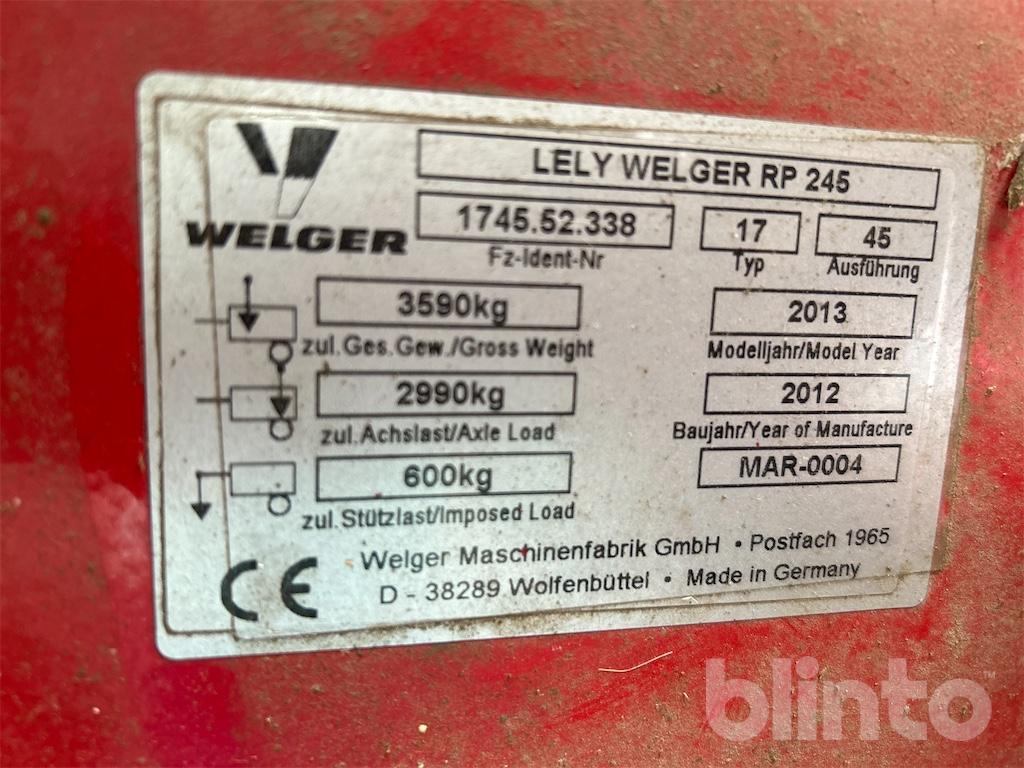 LELY WELGER RP 245
WELGER
1745.52.338 17 45
Fz-Ident-Nr Typ Ausführung
3590kg 2013
zul.Ges.Gew./Gross Weight Modelljahr/Model Year
2990kg 2012
zul.Achslast/Axle Load Baujahr/Year of Manufacture
600kg MAR-0004
zul.Stützlast/Imposed Load
CE
Welger Maschinenfabrik GmbH • Postfach 1965
D - 38289 Wolfenbüttel • Made in Germany
blinto™